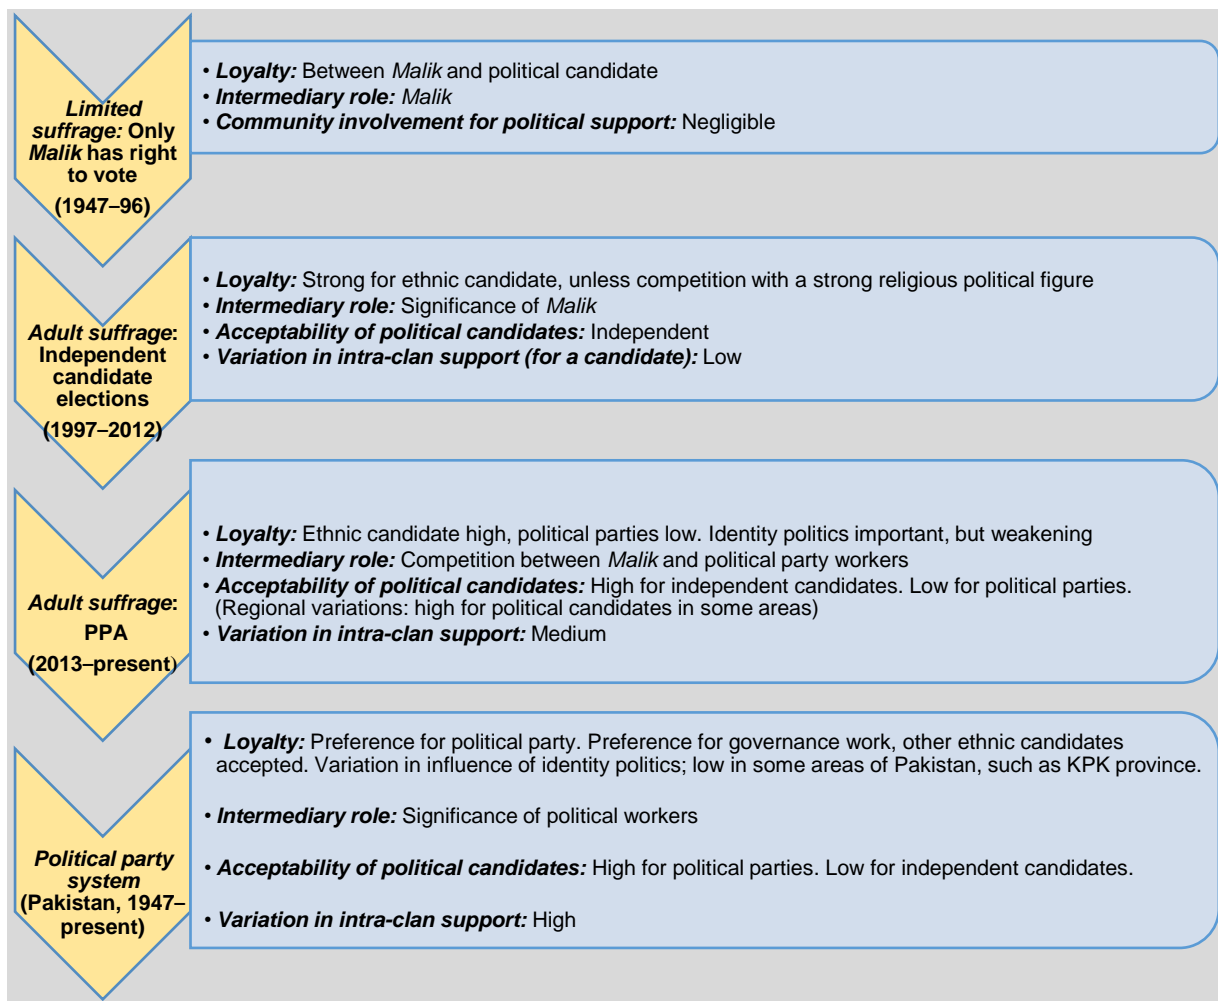 Limited
suffrage: Only
Malik has right
to vote
(1947–96)
• Loyalty: Between Malik and political candidate
• Intermediary role: Malik
• Community involvement for political support: Negligible
Adult suffrage:
Independent
candidate
elections
(1997–2012)
• Loyalty: Strong for ethnic candidate, unless competition with a strong religious political figure
• Intermediary role: Significance of Malik
• Acceptability of political candidates: Independent
• Variation in intra-clan support (for a candidate): Low
Adult suffrage:
PPA
(2013–present)
• Loyalty: Ethnic candidate high, political parties low. Identity politics important, but weakening
• Intermediary role: Competition between Malik and political party workers
• Acceptability of political candidates: High for independent candidates. Low for political parties.
(Regional variations: high for political candidates in some areas)
• Variation in intra-clan support: Medium
Political party
system
(Pakistan, 1947–
present)
• Loyalty: Preference for political party. Preference for governance work, other ethnic candidates
accepted. Variation in influence of identity politics; low in some areas of Pakistan, such as KPK province.
• Intermediary role: Significance of political workers
• Acceptability of political candidates: High for political parties. Low for independent candidates.
• Variation in intra-clan support: High